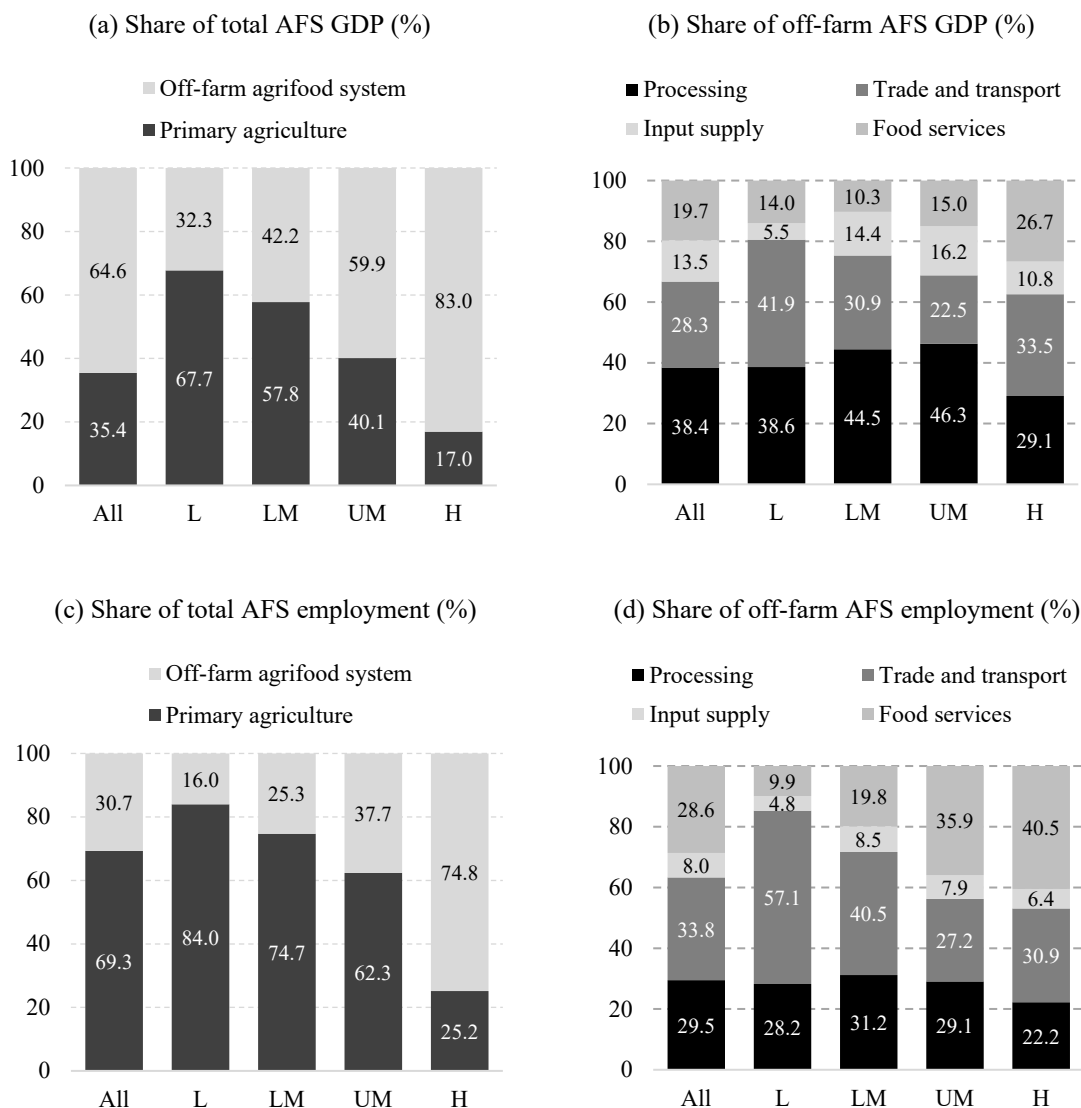 (a) Share of total AFS GDP (%)
Off-farm agrifood system
Primary agriculture
100
80
60
40
20
0
64.6
32.3
42.2
59.9
83.0
35.4
67.7
57.8
40.1
17.0
All L LM UM H
(b) Share of off-farm AFS GDP (%)
Processing Trade and transport
Input supply Food services
100
80
60
40
20
0
19.7 14.0 10.3 15.0 26.7
13.5 5.5 14.4 16.2 10.8
28.3 41.9 30.9 22.5 33.5
38.4 38.6 44.5 46.3 29.1
All L LM UM H
(c) Share of total AFS employment (%)
Off-farm agrifood system
Primary agriculture
100
80
60
40
20
0
30.7 16.0 25.3 37.7 74.8
69.3 84.0 74.7 62.3 25.2
All L LM UM H
(d) Share of off-farm AFS employment (%)
Processing Trade and transport
Input supply Food services
100
80
60
40
20
0
28.6 9.9 19.8 35.9 40.5
8.0 4.8 8.5 7.9 6.4
33.8 57.1 40.5 27.2 30.9
29.5 28.2 31.2 29.1 22.2
All L LM UM H